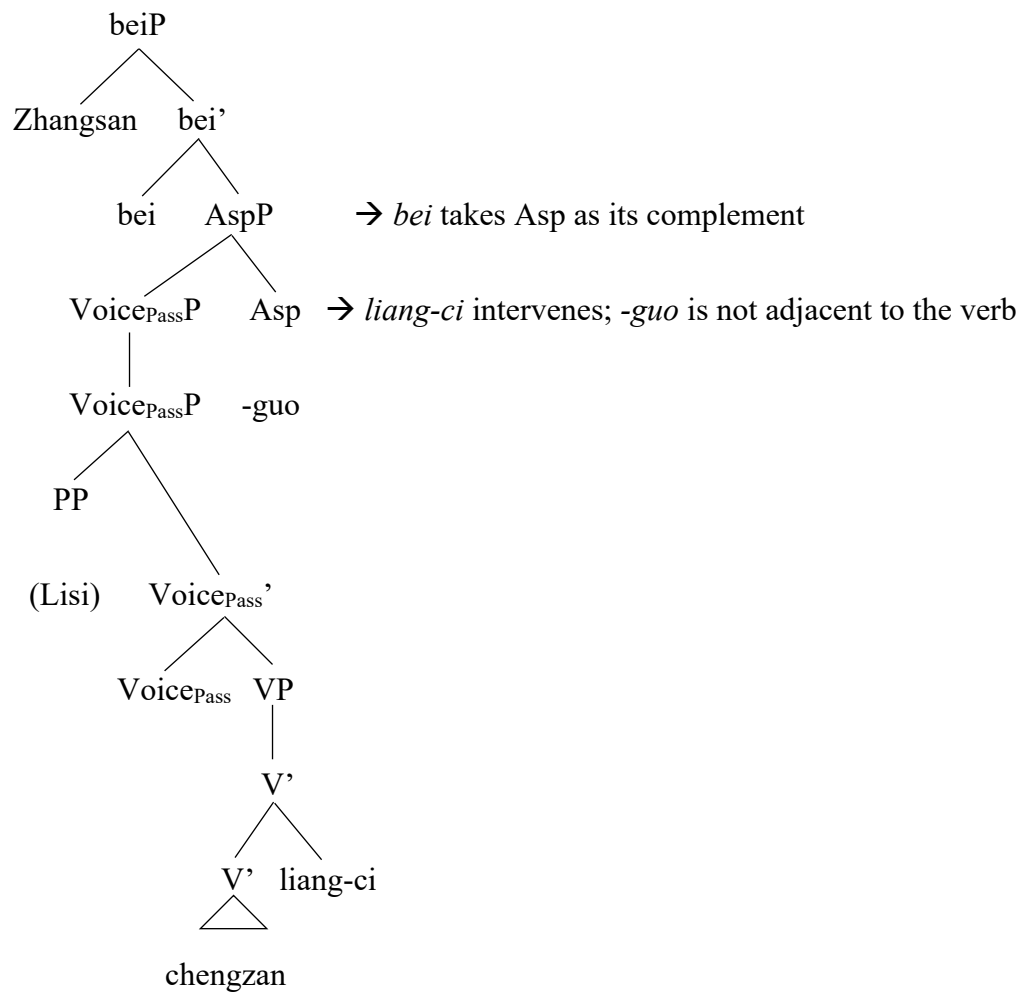 beiP
Zhangsan bei’
bei AspP → bei takes Asp as its complement
VoicePassP Asp → liang-ci intervenes; -guo is not adjacent to the verb
VoicePassP -guo
PP
(Lisi) VoicePass’
VoicePass VP
V’
V’ liang-ci
chengzan